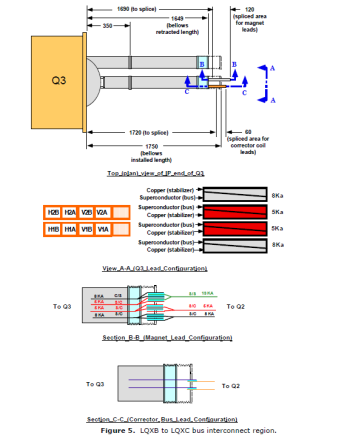 1690 (to splice)
1649
(bellows
retracted length)
350
120
(spliced area
for magnet
leads)
B
B
A
C
C
A
Q3
1720 (to splice)
1750
(bellows
installed length)
60
(spliced area for
corrector coil
leads)
Top (plan) view of IP end of Q3
Copper (stabilizer)
Superconductor (bus)
8Ka
H2B H2A V2B V2A
Superconductor (bus)
Copper (stabilizer)
5Ka
H1B H1A V1B V1A
Superconductor (bus)
Copper (stabilizer)
5Ka
Copper (stabilizer)
Superconductor (bus)
8Ka
View A-A (Q3 Lead Configuration)
To Q3
To Q2
8 KA
Section B-B (Magnet Lead Configuration)
To Q3
To Q2
Section C-C (Corrector Bus Lead Configuration)
Figure 5. LQXB to LQXC bus interconnect region.